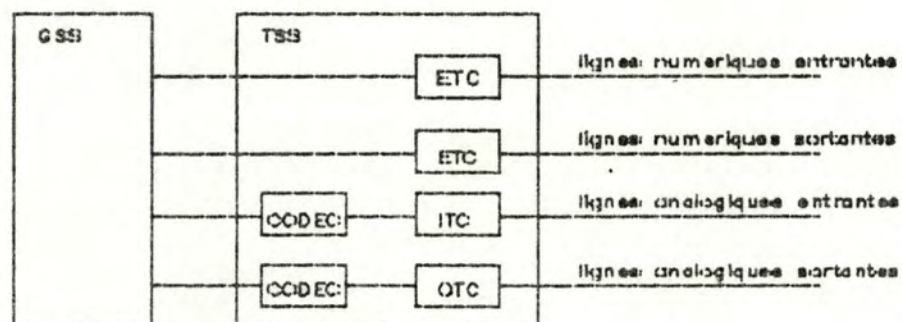 GSS
TSS
ETC
lignes numeriques entrantes
ETC
lignes numeriques sortantes
CODEC
ITC
lignes analogiques entrantes
CODEC
OTC
lignes analogiques sortantes